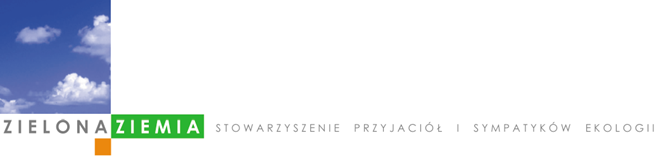 ZIELONA ZIEMIA STOWARZYSZENIE PRZYJACIÓŁ I SYMPATYKÓW EKOLOGII